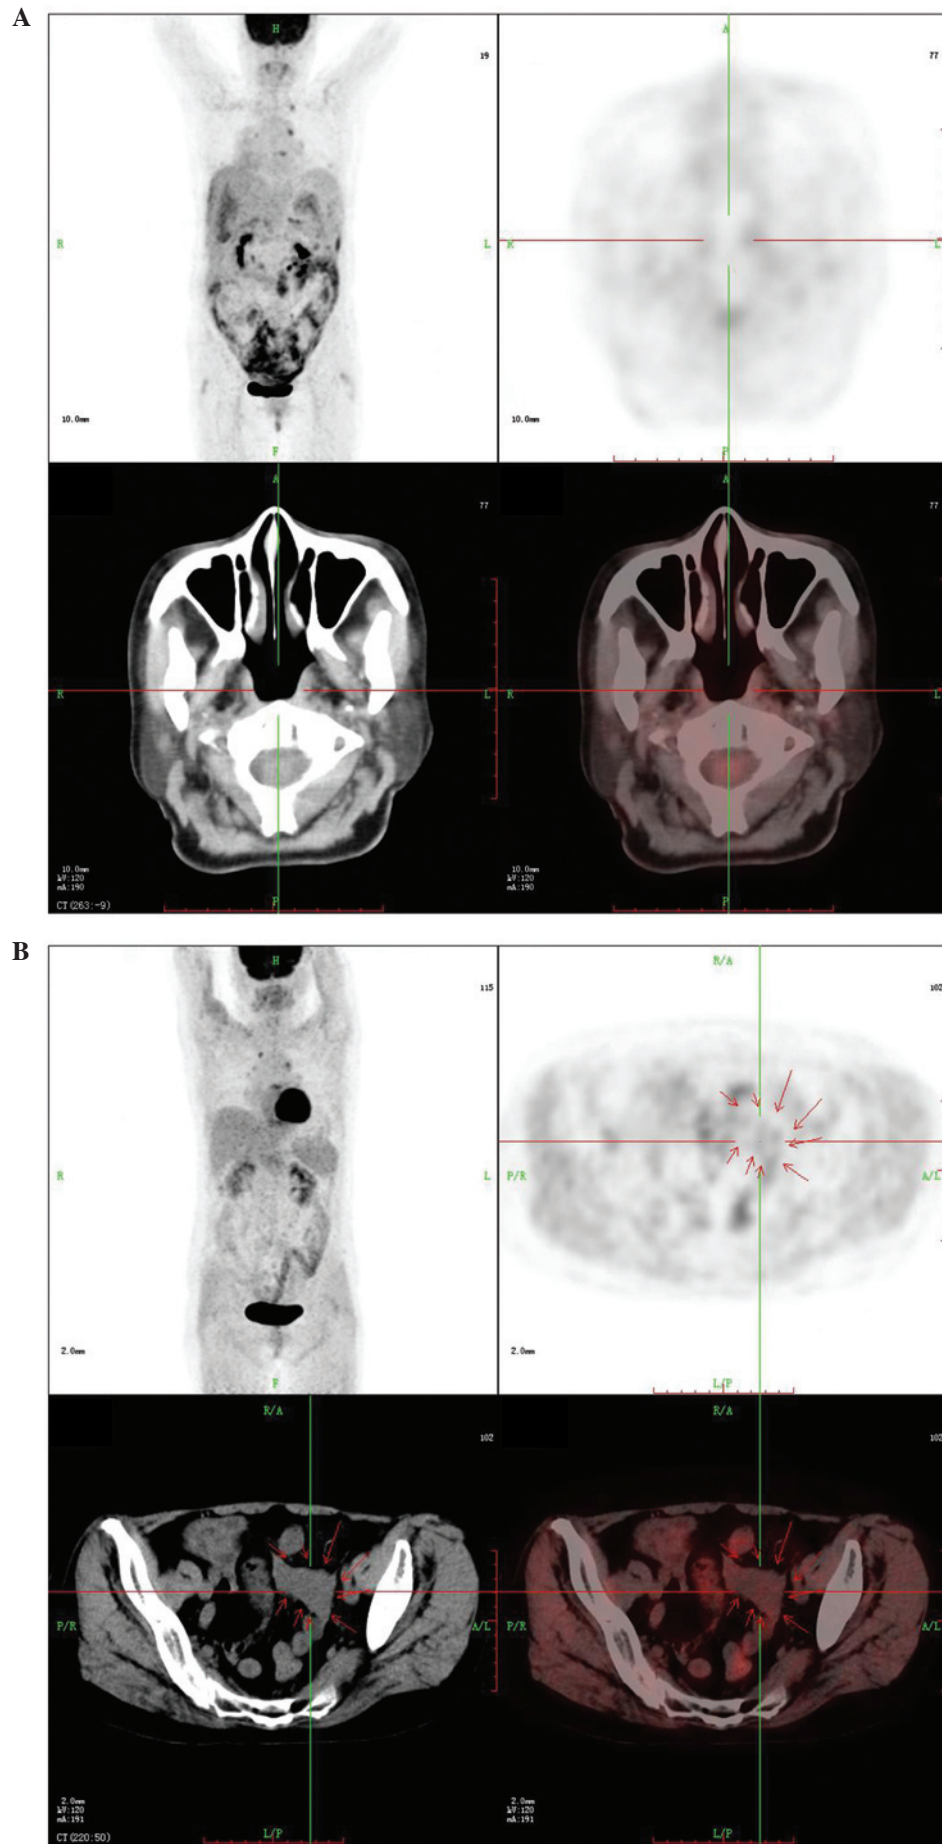 A
H
19
R
L
10.0mm
F
A
77
R
L
10.0mm
P
A
77
R
L
10.0mm
kV:120
mA:190
P
CT(263:-9)
A
77
R
L
10.0mm
kV:120
mA:190
P
B
H
115
R
L
2.0mm
F
R/A
102
P/R
A/L
2.0mm
L/P
R/A
102
P/R
A/L
2.0mm
kV:120
mA:191
L/P
CT(220:50)
R/A
102
P/R
A/L
2.0mm
kV:120
mA:191
L/P